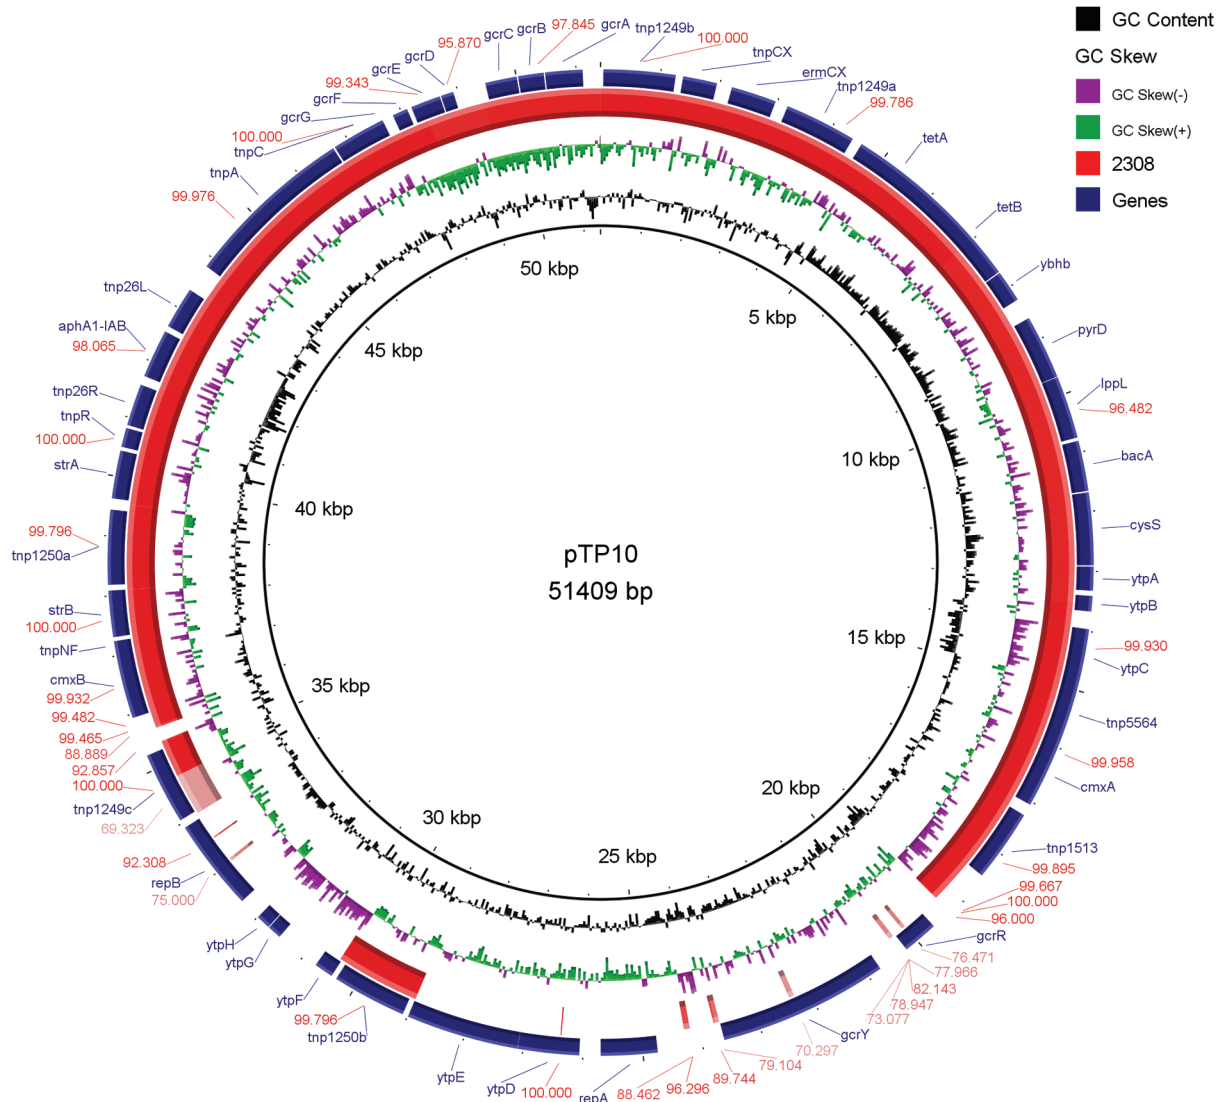 GC Content
GC Skew
GC Skew(-)
GC Skew(+)
2308
Genes
gcrC
gcrB
97.845
gcrA
tnp1249b
100.000
tnpCX
ermCX
tnp1249a
99.786
tetA
tetB
ybhb
pyrD
lppL
96.482
bacA
cysS
ytpA
ytpB
99.930
ytpC
tnp5564
99.958
cmxA
tnp1513
99.895
99.667
100.000
96.000
gcrR
76.471
77.966
82.143
78.947
73.077
gcrY
70.297
79.104
89.744
96.296
88.462
repA
100.000
ytpD
ytpE
tnp1250b
99.796
ytpF
ytpG
ytpH
75.000
repB
92.308
69.323
tnp1249c
100.000
92.857
88.889
99.465
99.482
99.932
cmxB
tnpNF
100.000
strB
tnp1250a
99.796
strA
100.000
tnpR
tnp26R
98.065
aphA1-IAB
tnp26L
99.976
tnpA
tnpC
100.000
gcrG
gcrF
99.343
gcrE
gcrD
95.870
50 kbp
5 kbp
10 kbp
15 kbp
20 kbp
25 kbp
30 kbp
35 kbp
40 kbp
45 kbp
pTP10
51409 bp